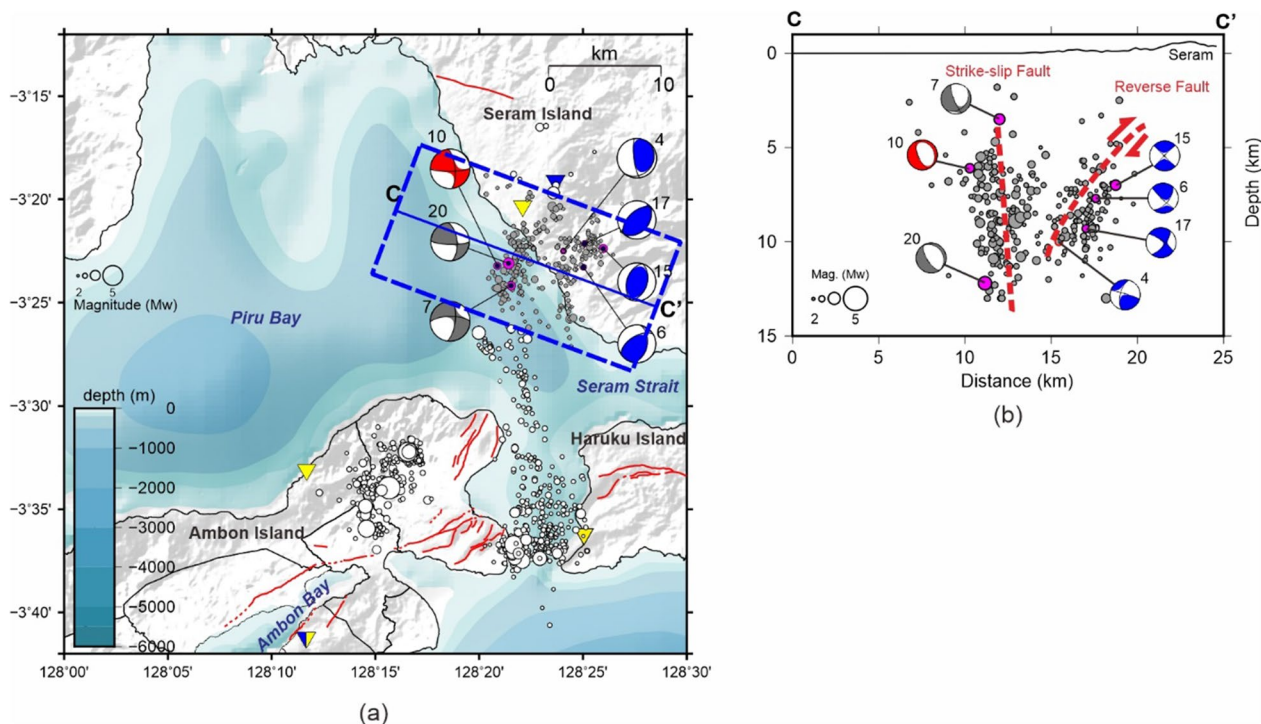 km
0 10
−3°15'
Seram Island
10
4
−3°20'
C
17
20
15
−3°25'
C'
2 5
Magnitude (Mw)
Piru Bay
7
6
Seram Strait
depth (m)
−3°30'
0
−1000
−2000
−3000
−4000
−5000
−6000
Haruku Island
−3°35'
Ambon Island
−3°40'
Ambon Bay
128°00' 128°05' 128°10' 128°15' 128°20' 128°25' 128°30'
(a)
C C'
0
Seram
Strike-slip Fault
7
Reverse Fault
10
5
15
6
17
10
20
4
Mag. (Mw)
2 5
15
Depth (km)
0 5 10 15 20 25
Distance (km)
(b)